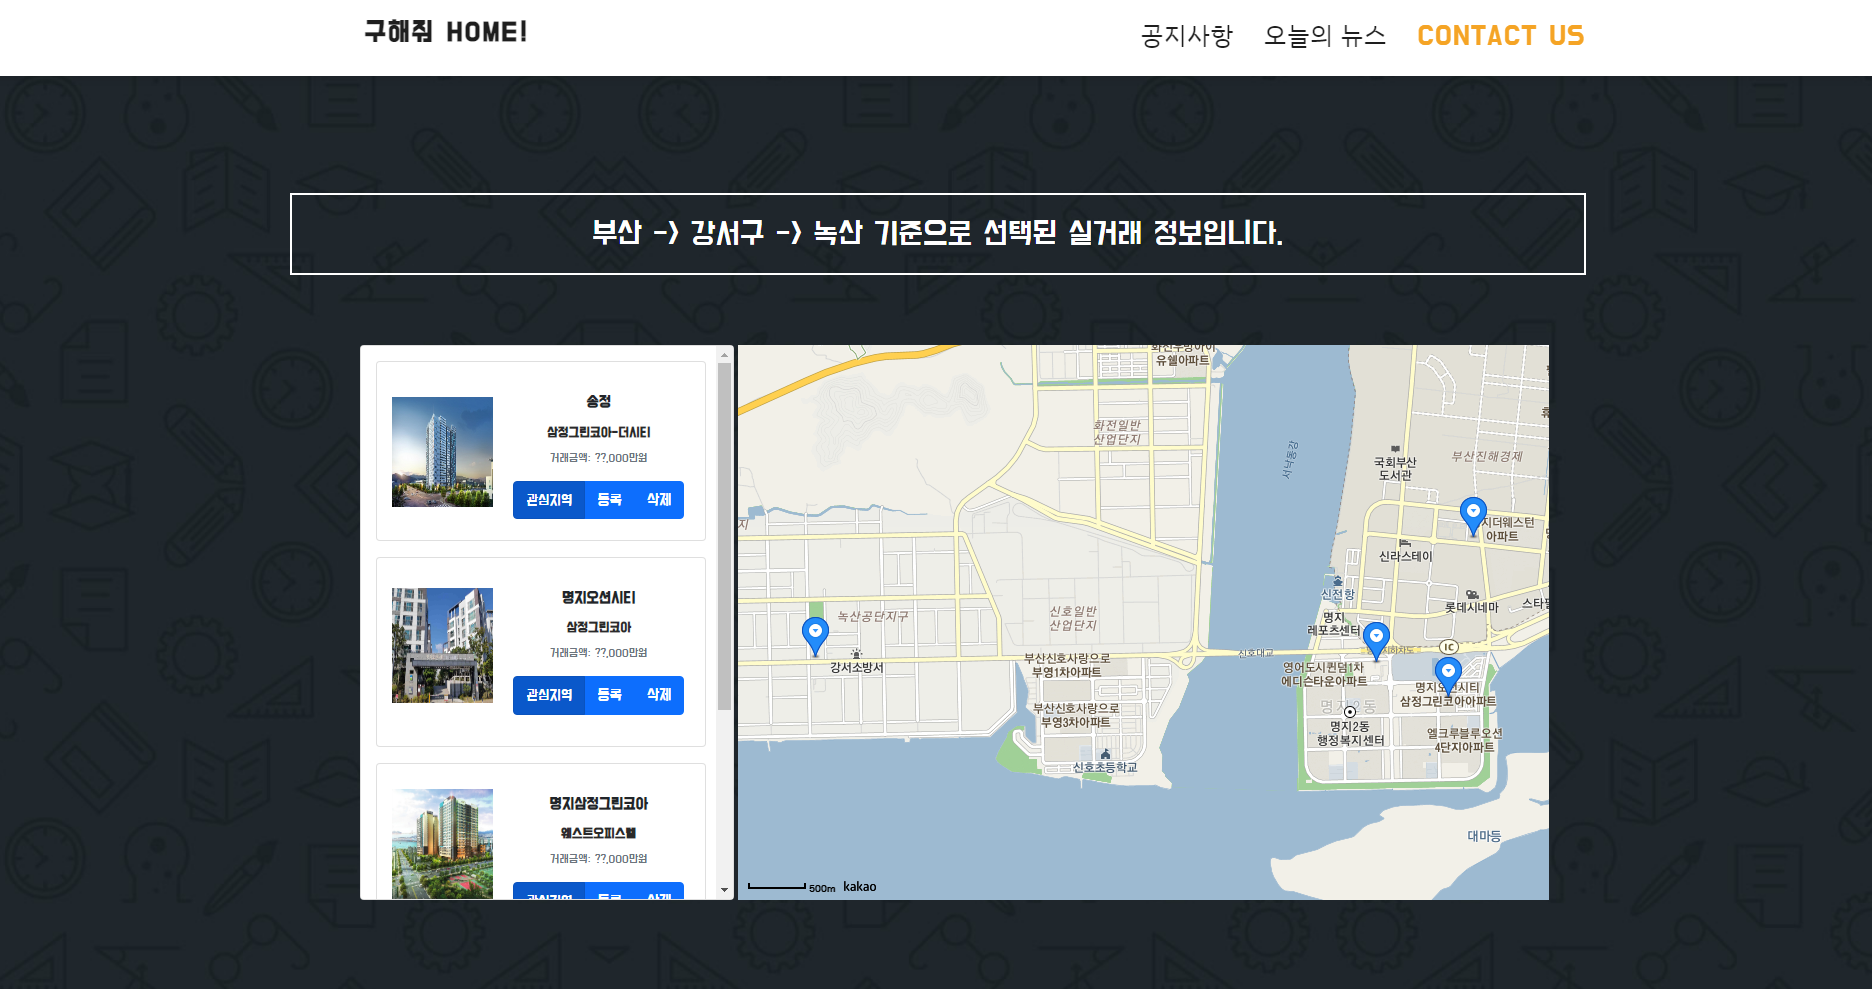 구해줘 HOME!
공지사항 오늘의 뉴스 CONTACT US
부산 -> 강서구 -> 녹산 기준으로 선택된 실거래 정보입니다.
송정
삼정그린코아-더시티
거래금액: ??,000만원
관심지역 등록 삭제
명지오션시티
삼정그린코아
거래금액: ??,000만원
관심지역 등록 삭제
명지삼정그린코아
웨스트오피스텔
거래금액: ??,000만원
관심지역 등록 삭제
유웰아파트
화전일반
산업단지
서낙동강
국회부산
도서관
부산진해경제
지더웨스턴
아파트
신라스테이
신전항
롯데시네마
스타필
명지
레포츠센터
IC
녹산공단지구
신호일반
산업단지
강서소방서
부산신호사랑으로
부영1차아파트
신호대교
영어도시퀸덤1차
에디슨타운아파트
삼정그린코아아파트
명지2동
명지2동
행정복지센터
부산신호사랑으로
부영3차아파트
엘크루블루오션
4단지아파트
신호초등학교
대마등
500m kakao